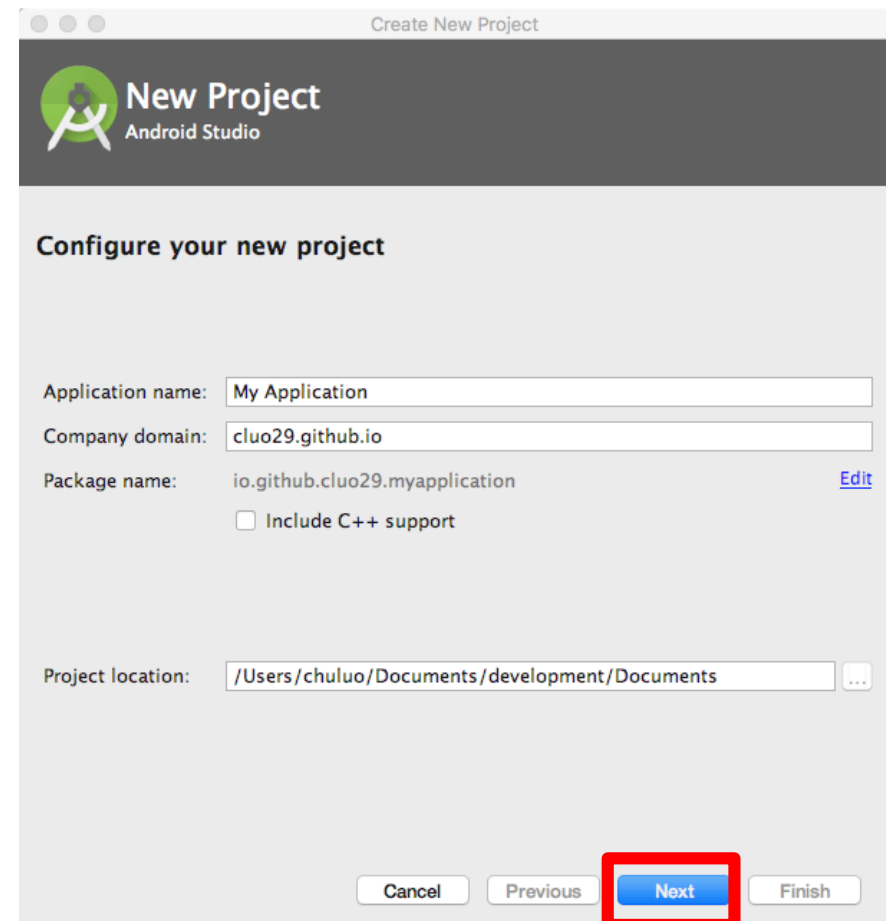 Create New Project
New Project
Android Studio
Configure your new project
Application name: My Application
Company domain: cluo29.github.io
Package name: io.github.cluo29.myapplication Edit
Include C++ support
Project location: /Users/chuluo/Documents/development/Documents ...
Cancel Previous Next Finish